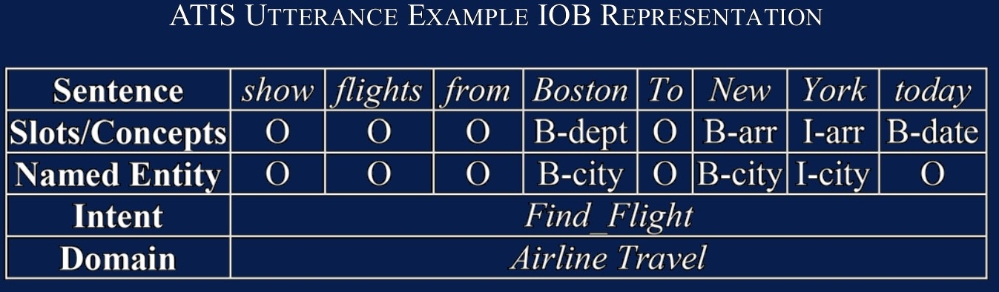 ATIS UTTERANCE EXAMPLE IOB REPRESENTATION
Sentence show flights from Boston To New York today
Slots/Concepts O O O B-dept O B-arr I-arr B-date
Named Entity O O O B-city O B-city I-city O
Intent Find_Flight
Domain Airline Travel